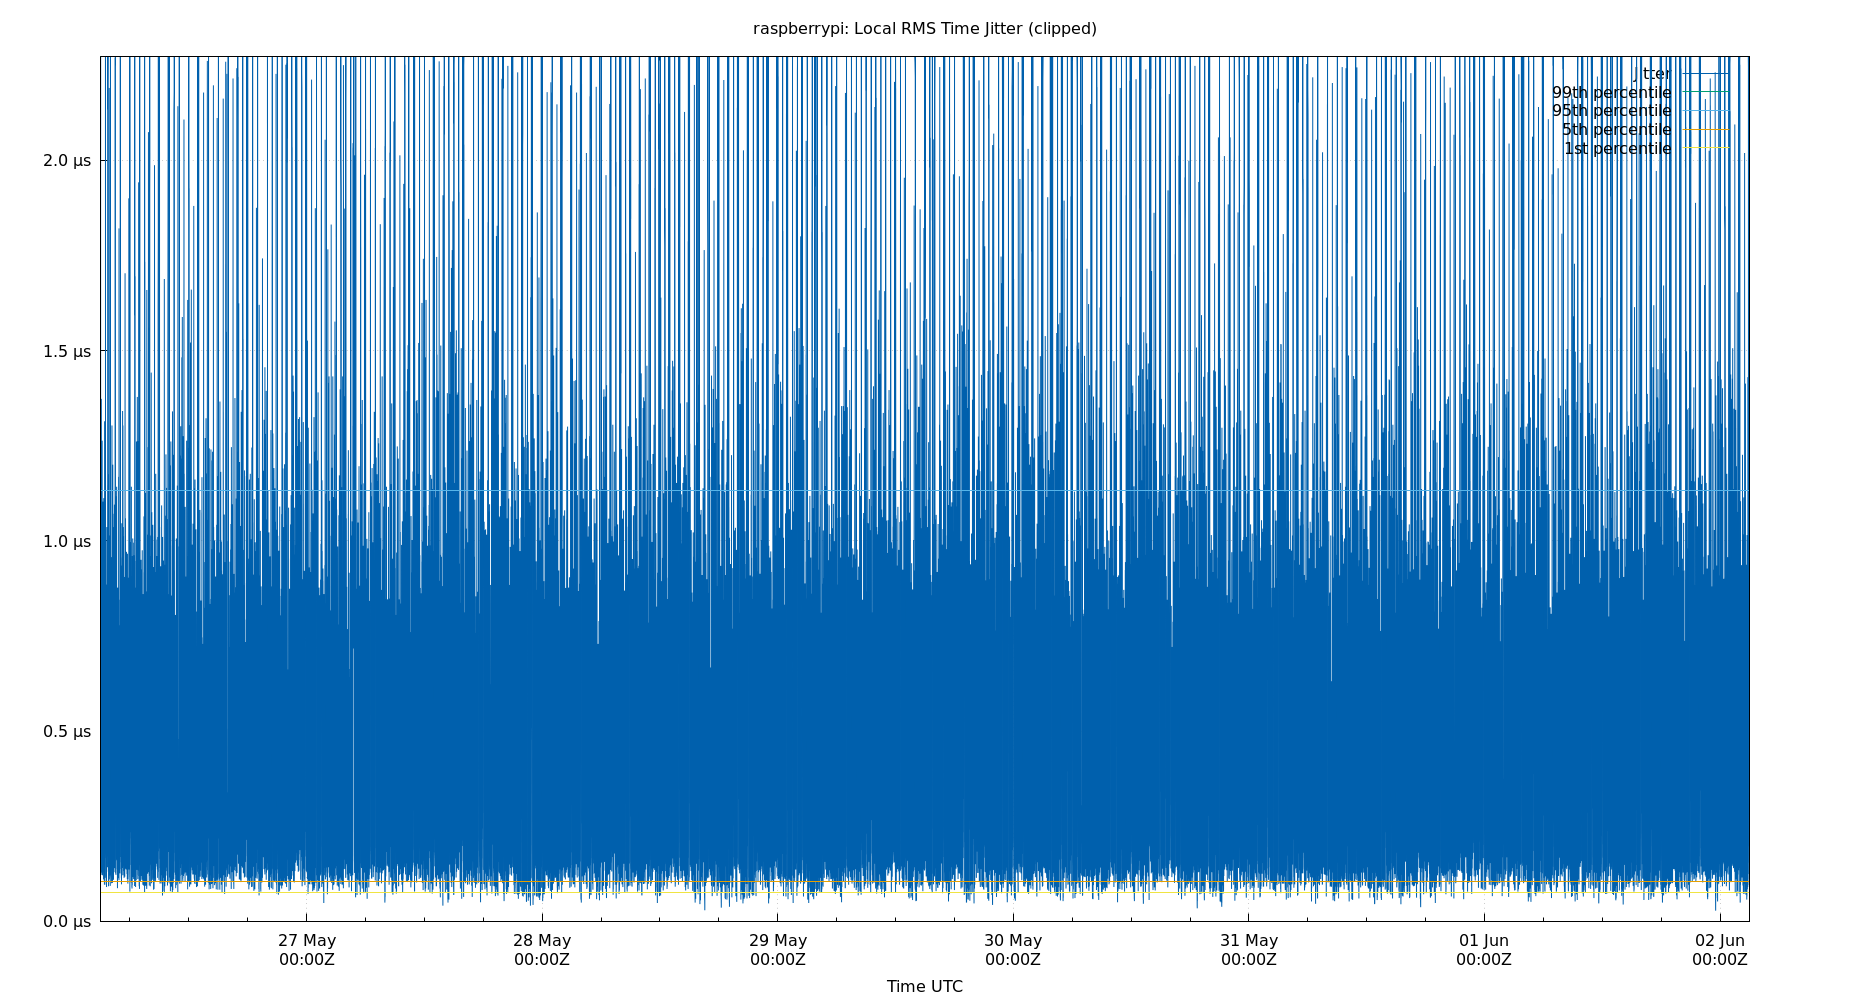 raspberrypi: Local RMS Time Jitter (clipped)
jitter
99th percentile
95th percentile
5th percentile
1st percentile
2.0 µs
1.5 µs
1.0 µs
0.5 µs
0.0 µs
27 May 28 May 29 May 30 May 31 May 01 Jun 02 Jun
00:00Z 00:00Z 00:00Z 00:00Z 00:00Z 00:00Z 00:00Z
Time UTC